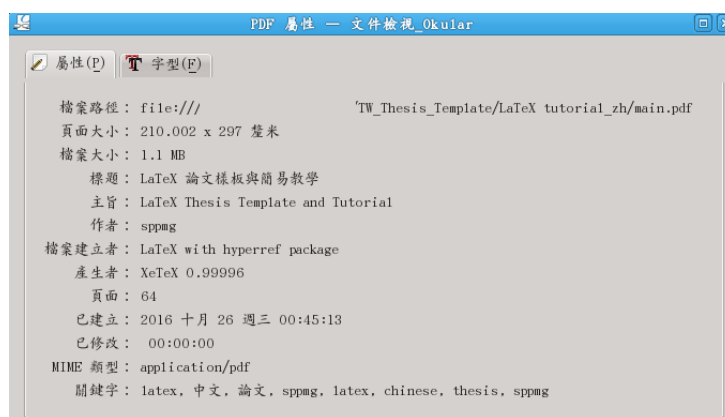 PDF 屬性 — 文件檢視_Okular
屬性(P) 字型(F)
檔案路徑： file:/// 'TW_Thesis_Template/LaTeX tutorial_zh/main.pdf
頁面大小： 210.002 x 297 釐米
檔案大小： 1.1 MB
標題： LaTeX 論文樣板與簡易教學
主旨： LaTeX Thesis Template and Tutorial
作者： sppmg
檔案建立者： LaTeX with hyperref package
產生者： XeTeX 0.99996
頁面： 64
已建立： 2016 十月 26 週三 00:45:13
已修改： 00:00:00
MIME 類型： application/pdf
關鍵字： latex, 中文, 論文, sppmg, latex, chinese, thesis, sppmg